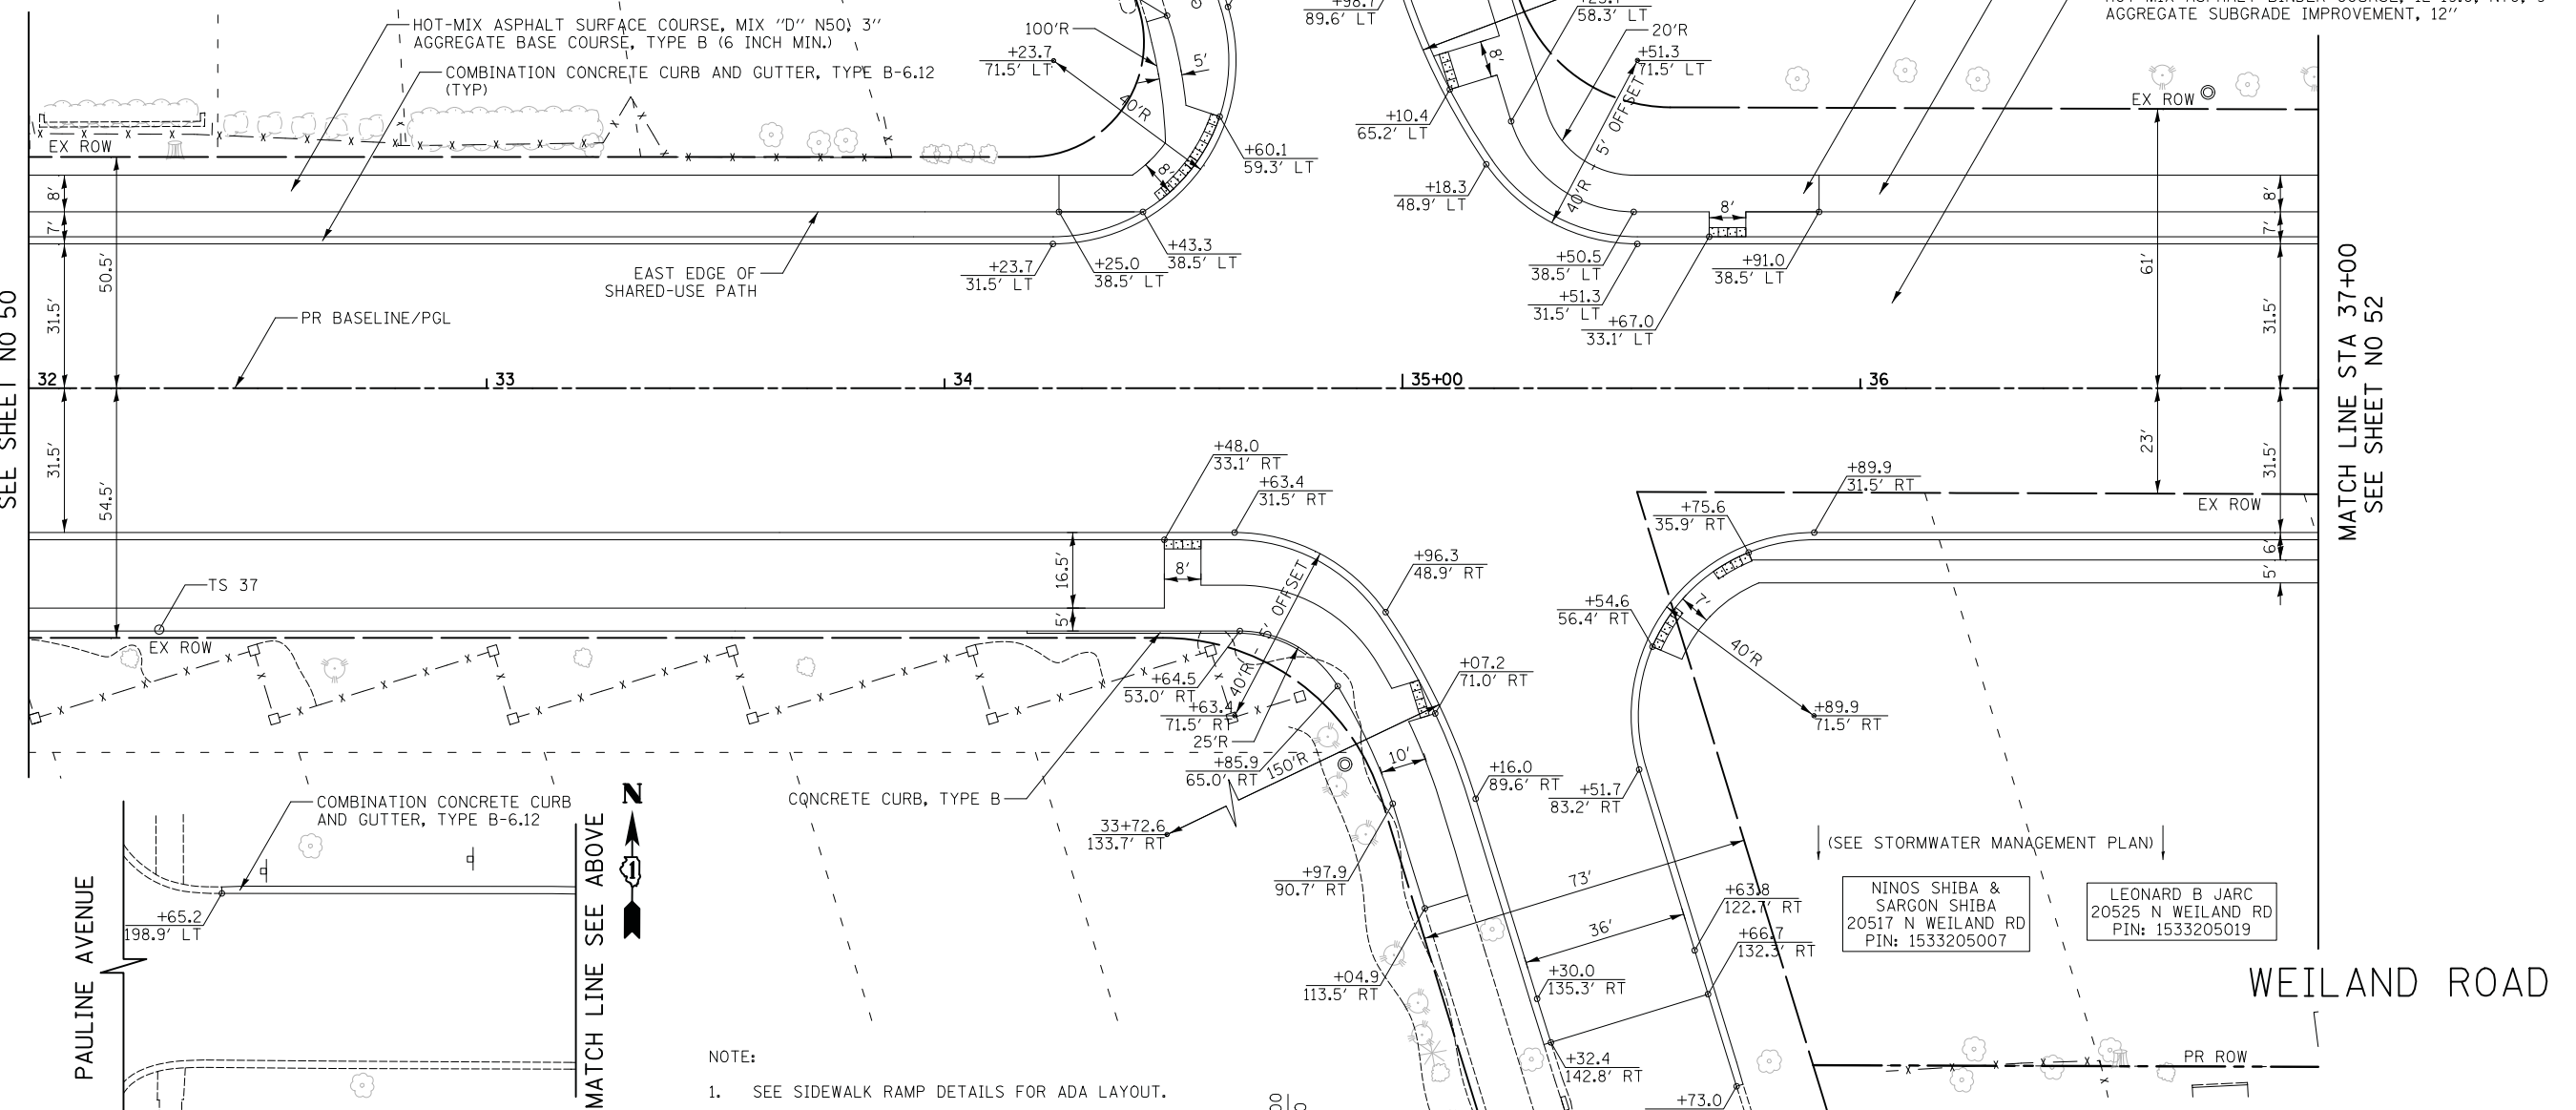 HOT-MIX ASPHALT SURFACE COURSE, MIX "D" N50, 3"
AGGREGATE BASE COURSE, TYPE B (6 INCH MIN.)
COMBINATION CONCRETE CURB AND GUTTER, TYPE B-6.12
(TYP)
100'R
+23.7
71.5' LT
5'
40'R
8'
+60.1
59.3' LT
89.6' LT
58.3' LT
20'R
+51.3
71.5' LT
8'
+10.4
65.2' LT
40'R - 5' OFFSET
+18.3
48.9' LT
AGGREGATE SUBGRADE IMPROVEMENT, 12"
EX ROW
EX ROW
8'
7'
50.5'
31.5'
EAST EDGE OF
SHARED-USE PATH
+23.7
31.5' LT
+25.0
38.5' LT
+43.3
38.5' LT
+50.5
38.5' LT
+51.3
31.5' LT
8'
+67.0
33.1' LT
+91.0
38.5' LT
61'
8'
7'
31.5'
SEE SHEET NO 50
PR BASELINE/PGL
32
33
34
35+00
36
MATCH LINE STA 37+00
SEE SHEET NO 52
31.5'
54.5'
+48.0
33.1' RT
+63.4
31.5' RT
+96.3
48.9' RT
16.5'
5'
8'
40'R - 5' OFFSET
+75.6
35.9' RT
+89.9
31.5' RT
23'
31.5'
EX ROW
6'
5'
TS 37
EX ROW
+54.6
56.4' RT
7'
40'R
+89.9
71.5' RT
+07.2
71.0' RT
+64.5
53.0' RT
+63.4
71.5' RT
25'R
+85.9
65.0' RT
150'R
10'
+16.0
89.6' RT
+51.7
83.2' RT
CONCRETE CURB, TYPE B
33+72.6
133.7' RT
+97.9
90.7' RT
73'
36'
+63.8
122.7' RT
+66.7
132.3' RT
+04.9
113.5' RT
+30.0
135.3' RT
+32.4
142.8' RT
+73.0
(SEE STORMWATER MANAGEMENT PLAN)
NINOS SHIBA &
SARGON SHIBA
20517 N WEILAND RD
PIN: 1533205007
LEONARD B JARC
20525 N WEILAND RD
PIN: 1533205019
WEILAND ROAD
PR ROW
COMBINATION CONCRETE CURB
AND GUTTER, TYPE B-6.12
N
1
+65.2
198.9' LT
PAULINE AVENUE
MATCH LINE SEE ABOVE
NOTE:
1. SEE SIDEWALK RAMP DETAILS FOR ADA LAYOUT.